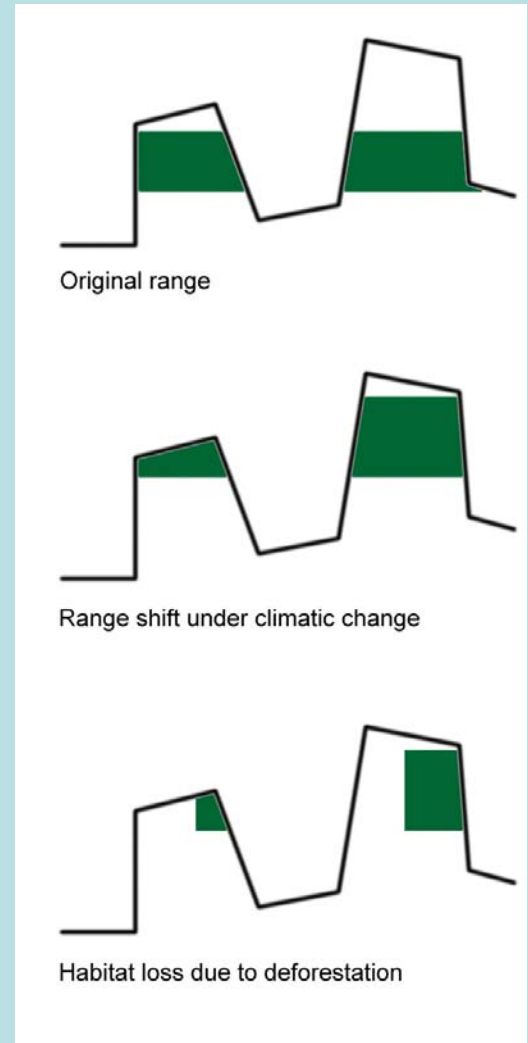 Original range
Range shift under climatic change
Habitat loss due to deforestation